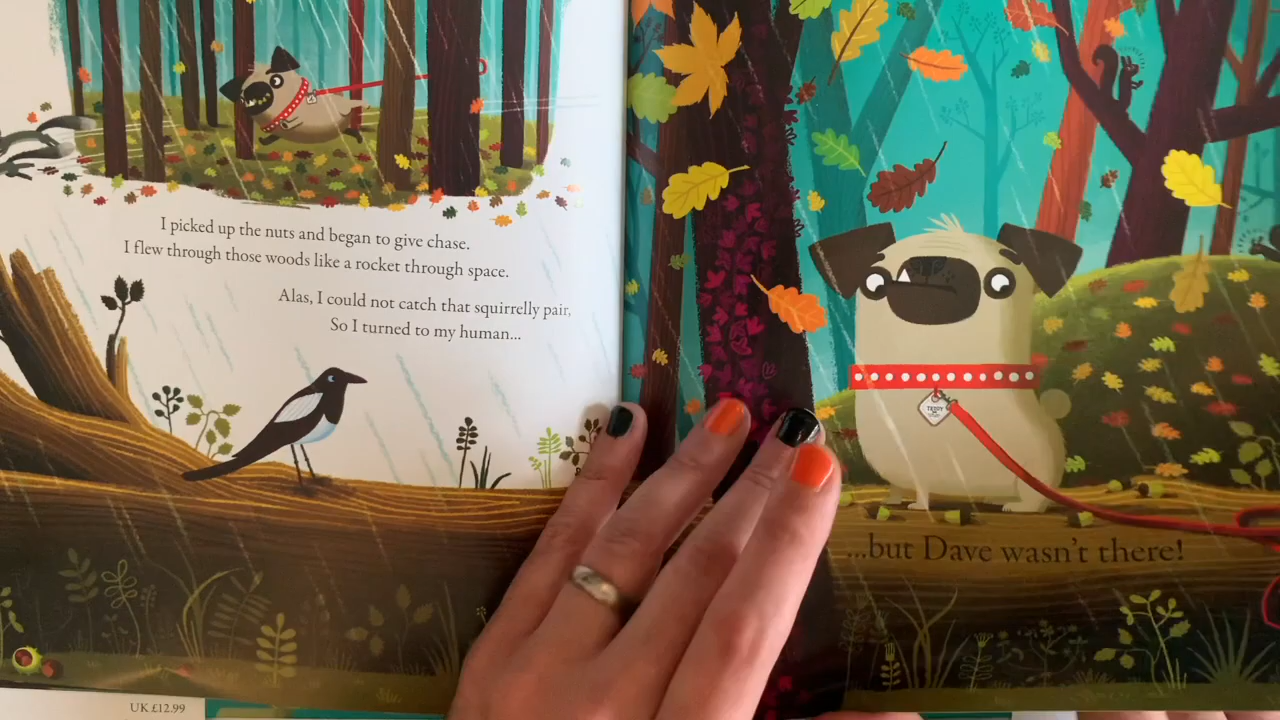 I picked up the nuts and began to give chase.
I flew through those woods like a rocket through space.
Alas, I could not catch that squirrelly pair,
So I turned to my human...
...but Dave wasn't there!
TEDDY
UK £12.99